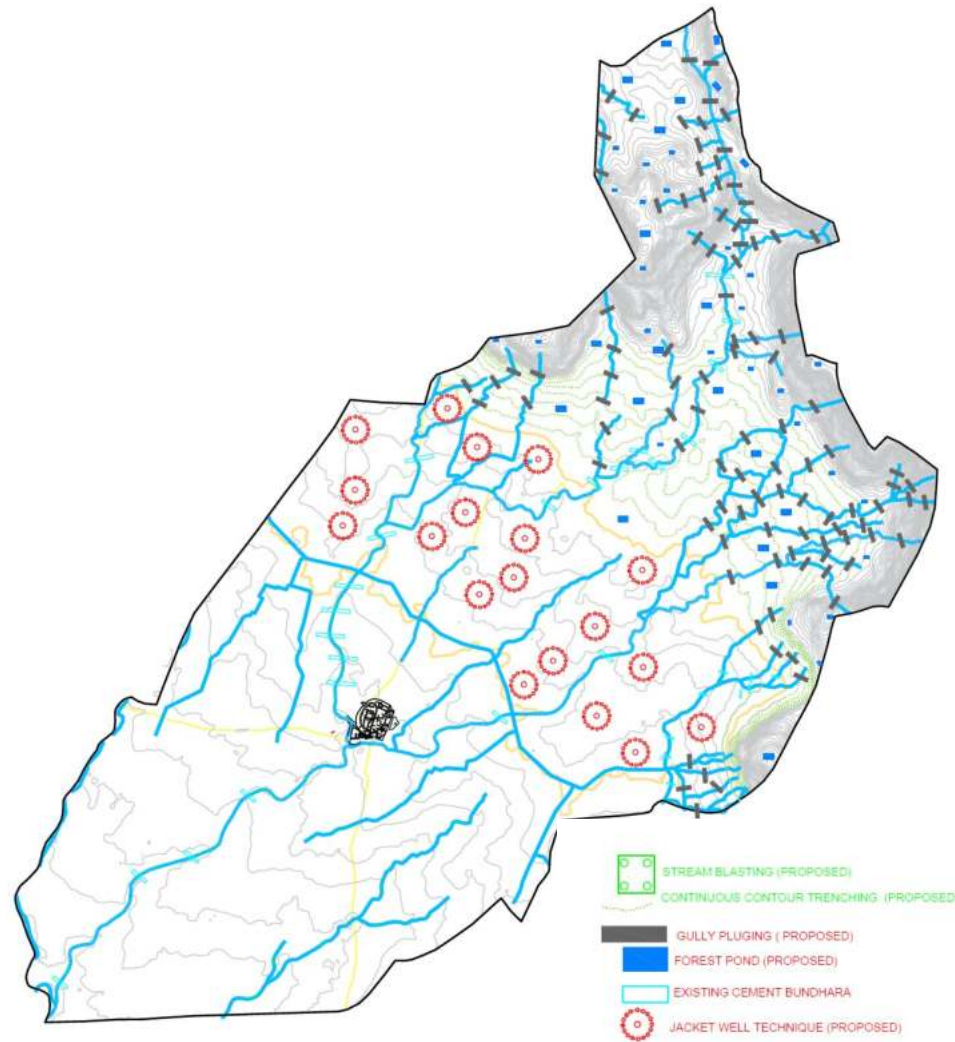 STREAM BLASTING (PROPOSED)
CONTINUOUS CONTOUR TRENCHING (PROPOSED
GULLY PLUGING ( PROPOSED)
FOREST POND (PROPOSED)
EXISTING CEMENT BUNDHARA
JACKET WELL TECHNIQUE (PROPOSED)